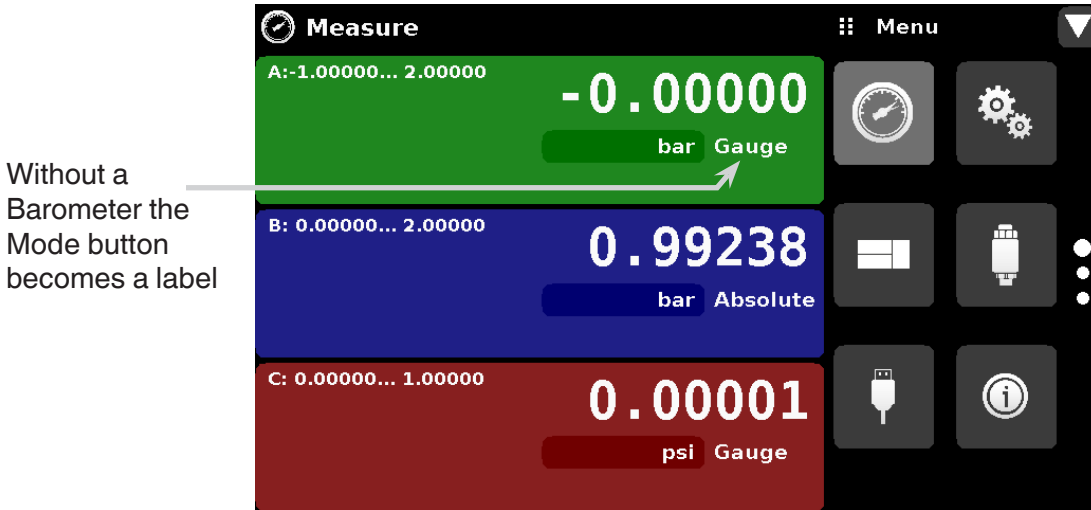 Measure
Menu
A:-1.00000... 2.00000
-0.00000
bar Gauge
Without a
Barometer the
Mode button
becomes a label
B: 0.00000... 2.00000
0.99238
bar Absolute
C: 0.00000... 1.00000
0.00001
psi Gauge
i